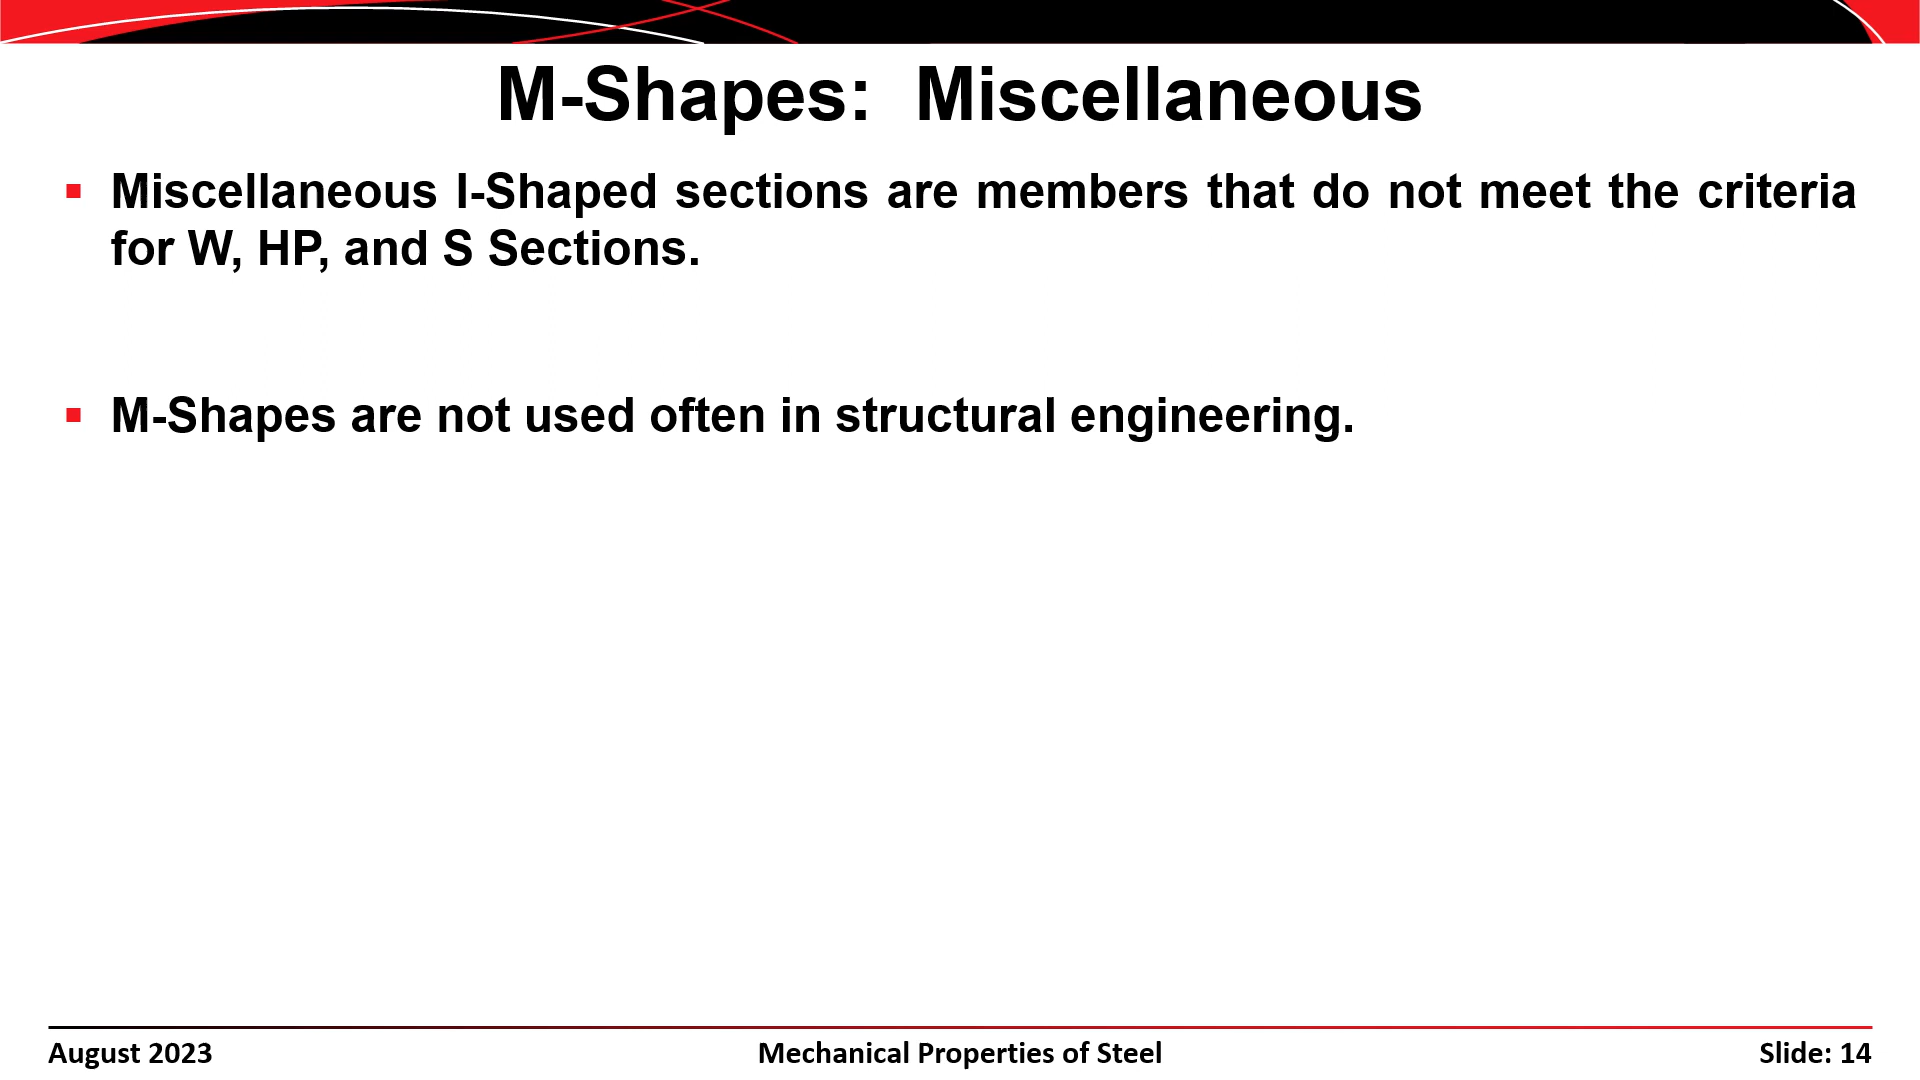 M-Shapes: Miscellaneous
▪ Miscellaneous I-Shaped sections are members that do not meet the criteria
for W, HP, and S Sections.
▪ M-Shapes are not used often in structural engineering.
August 2023
Mechanical Properties of Steel
Slide: 14